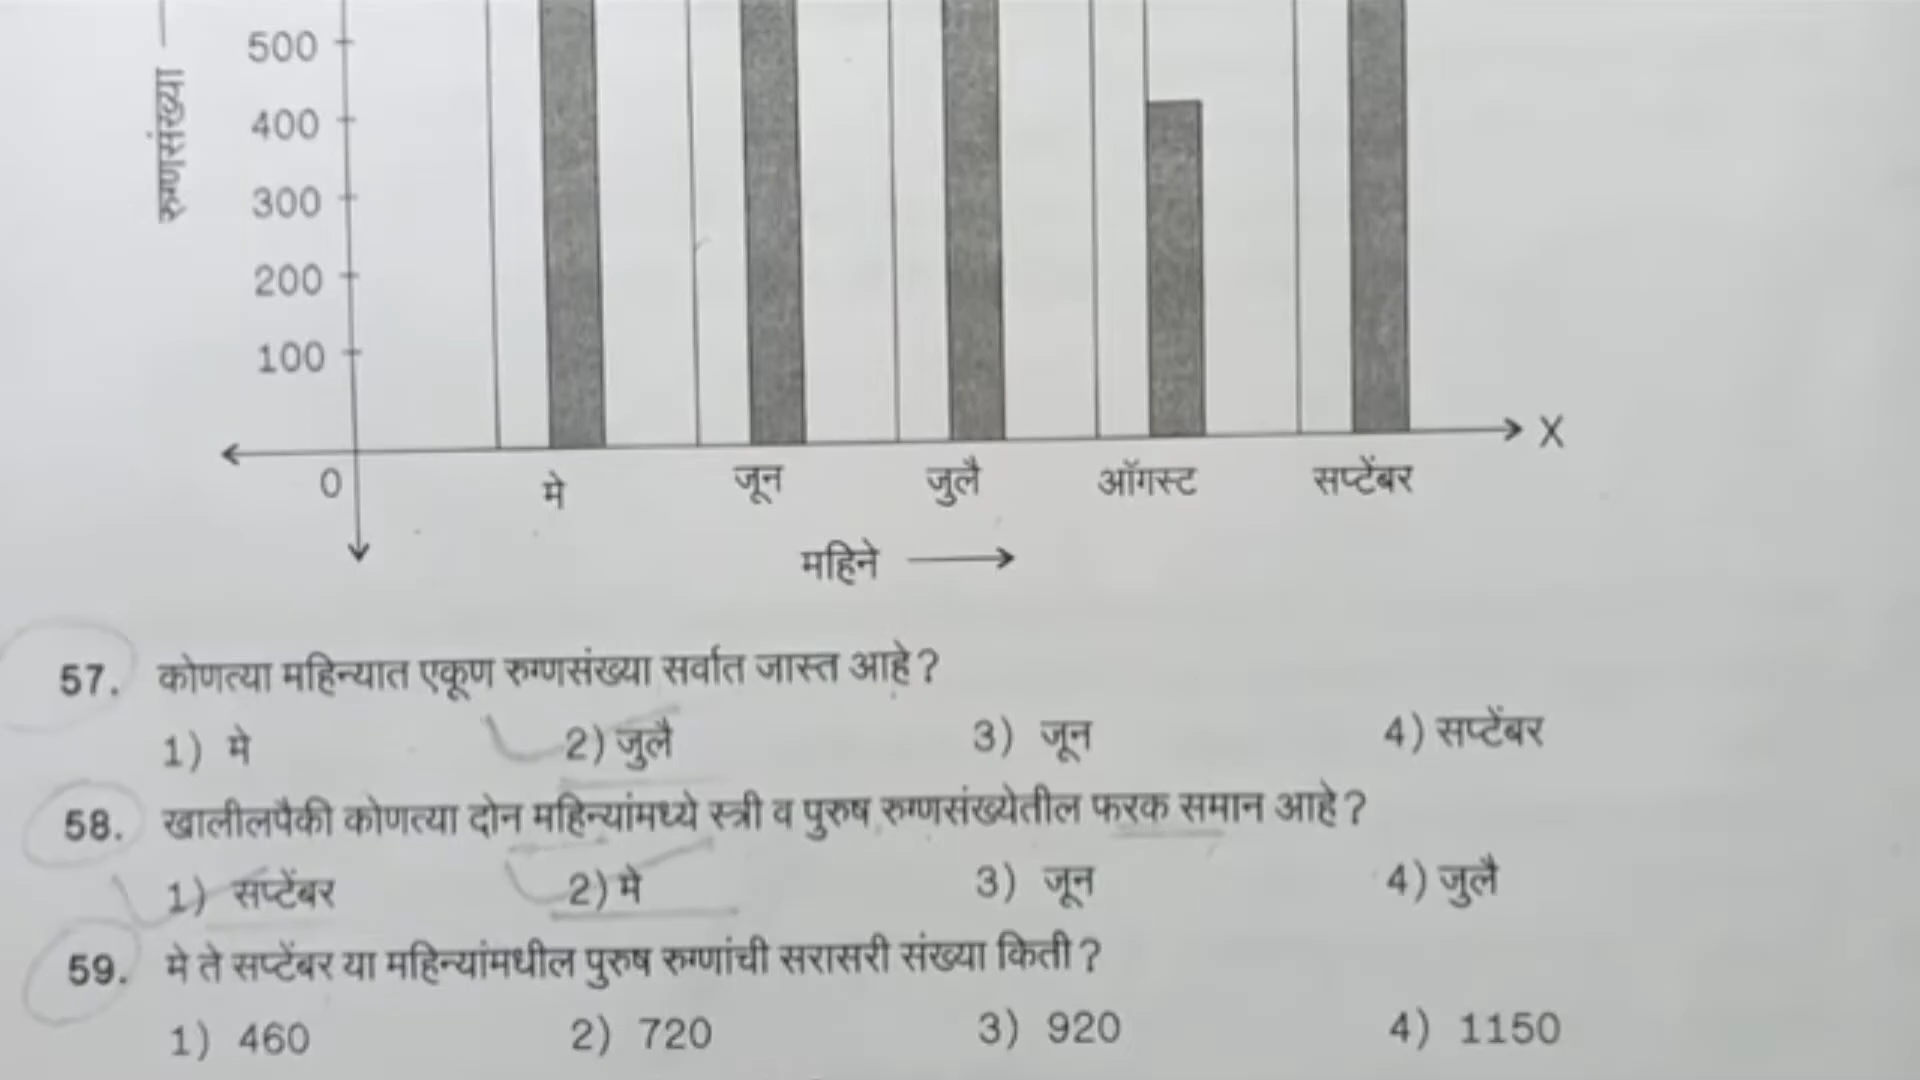 रुग्णसंख्या
500
400
300
200
100
0
मे जून जुलै ऑगस्ट सप्टेंबर
X
महिने
57. कोणत्या महिन्यात एकूण रुग्णसंख्या सर्वात जास्त आहे?
1) मे 2) जुलै 3) जून 4) सप्टेंबर
58. खालीलपैकी कोणत्या दोन महिन्यांमध्ये स्त्री व पुरुष रुग्णसंख्येतील फरक समान आहे?
1) सप्टेंबर 2) मे 3) जून 4) जुलै
59. मे ते सप्टेंबर या महिन्यांमधील पुरुष रुग्णांची सरासरी संख्या किती?
1) 460 2) 720 3) 920 4) 1150